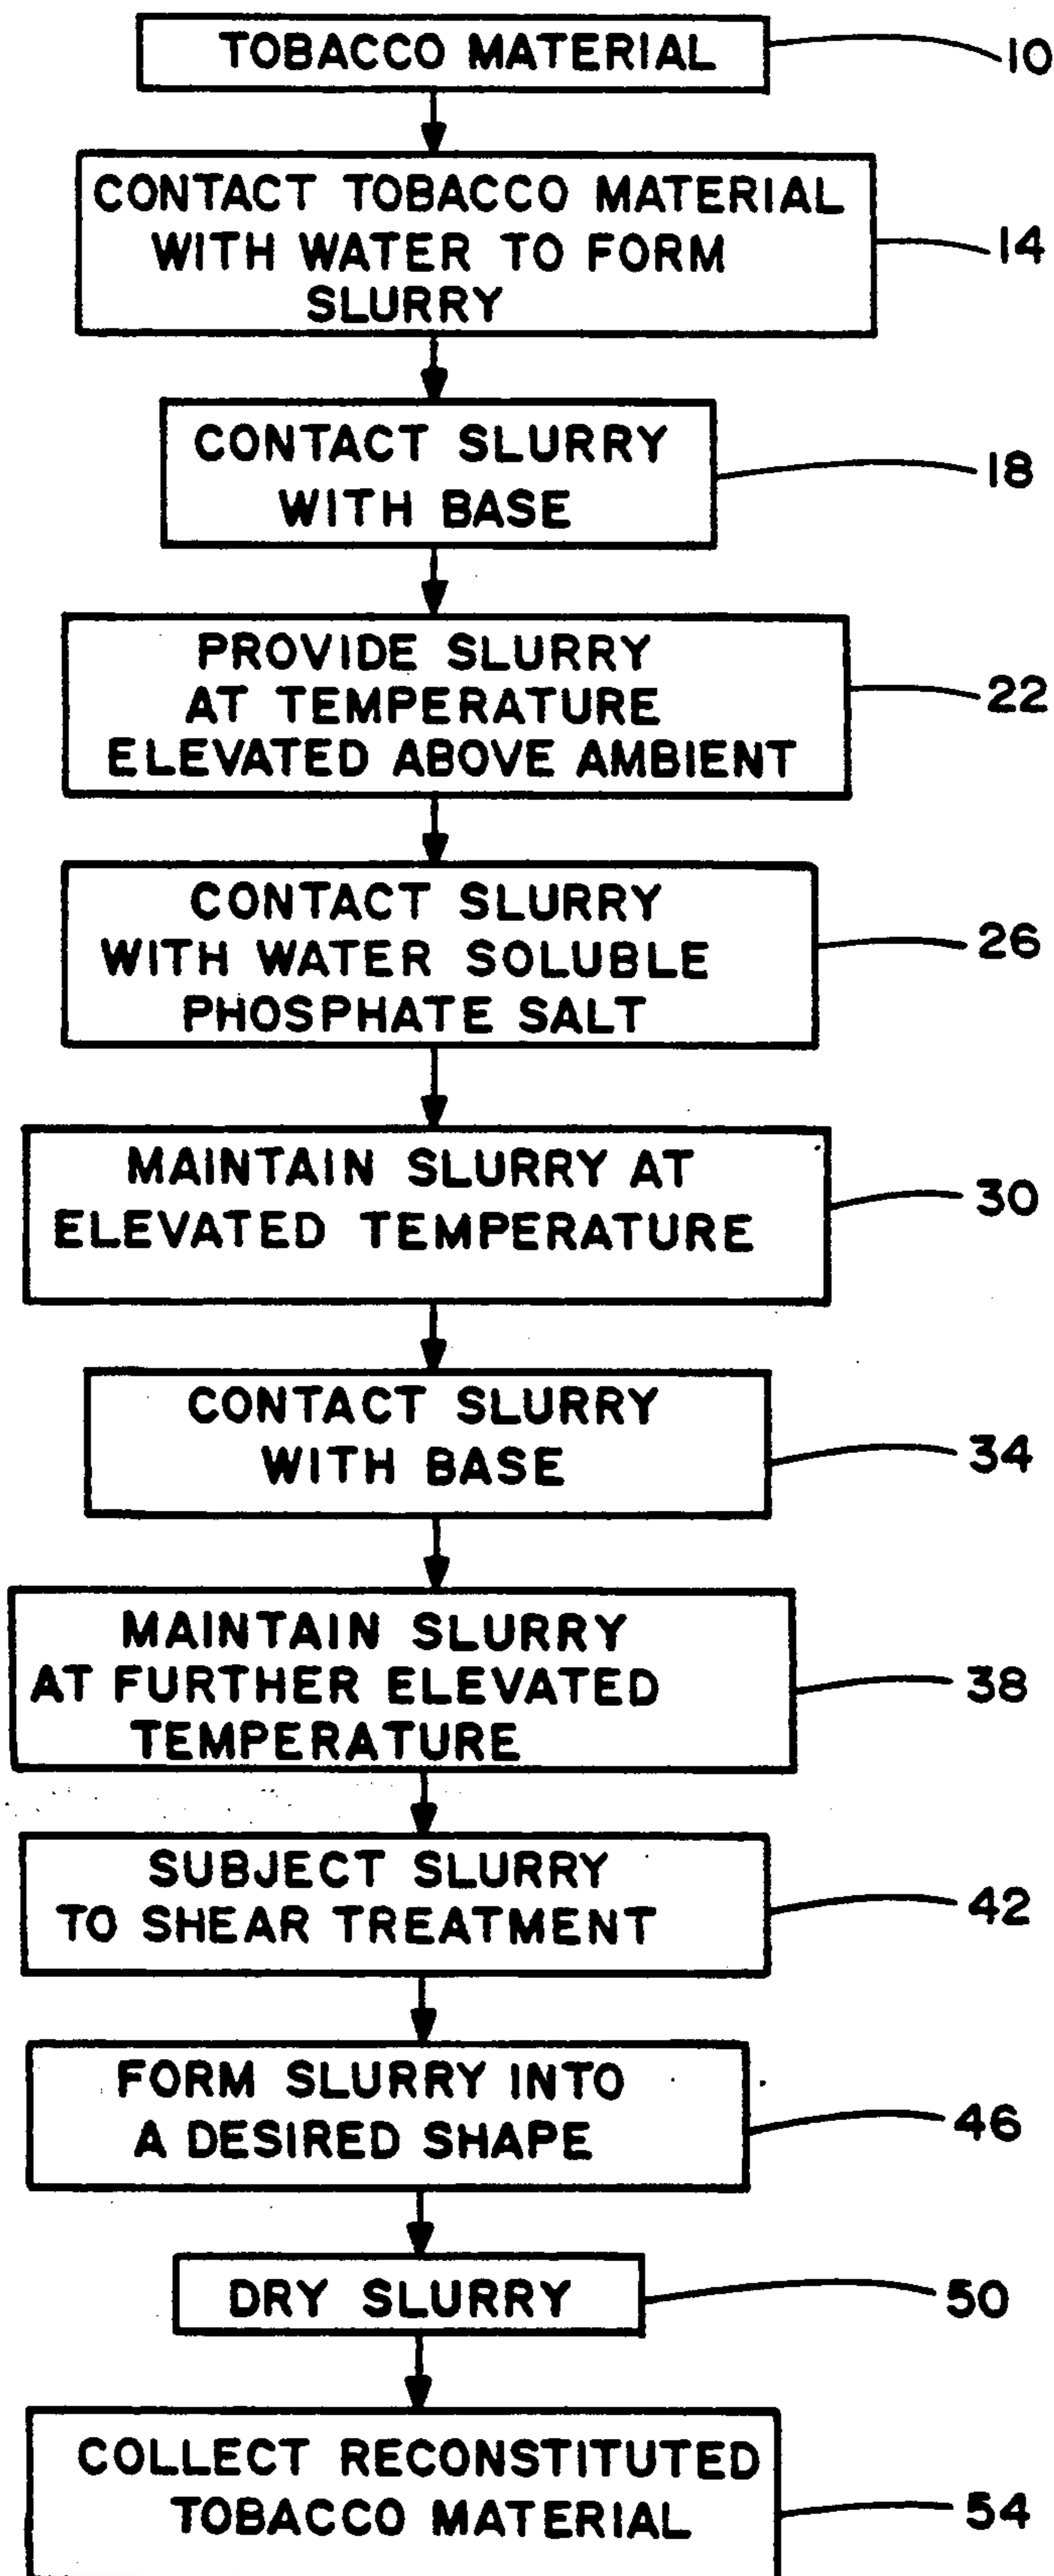 TOBACCO MATERIAL
10
CONTACT TOBACCO MATERIAL
WITH WATER TO FORM
SLURRY
14
CONTACT SLURRY
WITH BASE
18
PROVIDE SLURRY
AT TEMPERATURE
ELEVATED ABOVE AMBIENT
22
CONTACT SLURRY
WITH WATER SOLUBLE
PHOSPHATE SALT
26
MAINTAIN SLURRY AT
ELEVATED TEMPERATURE
30
CONTACT SLURRY
WITH BASE
34
MAINTAIN SLURRY
AT FURTHER ELEVATED
TEMPERATURE
38
SUBJECT SLURRY
TO SHEAR TREATMENT
42
FORM SLURRY INTO
A DESIRED SHAPE
46
DRY SLURRY
50
COLLECT RECONSTITUTED
TOBACCO MATERIAL
54